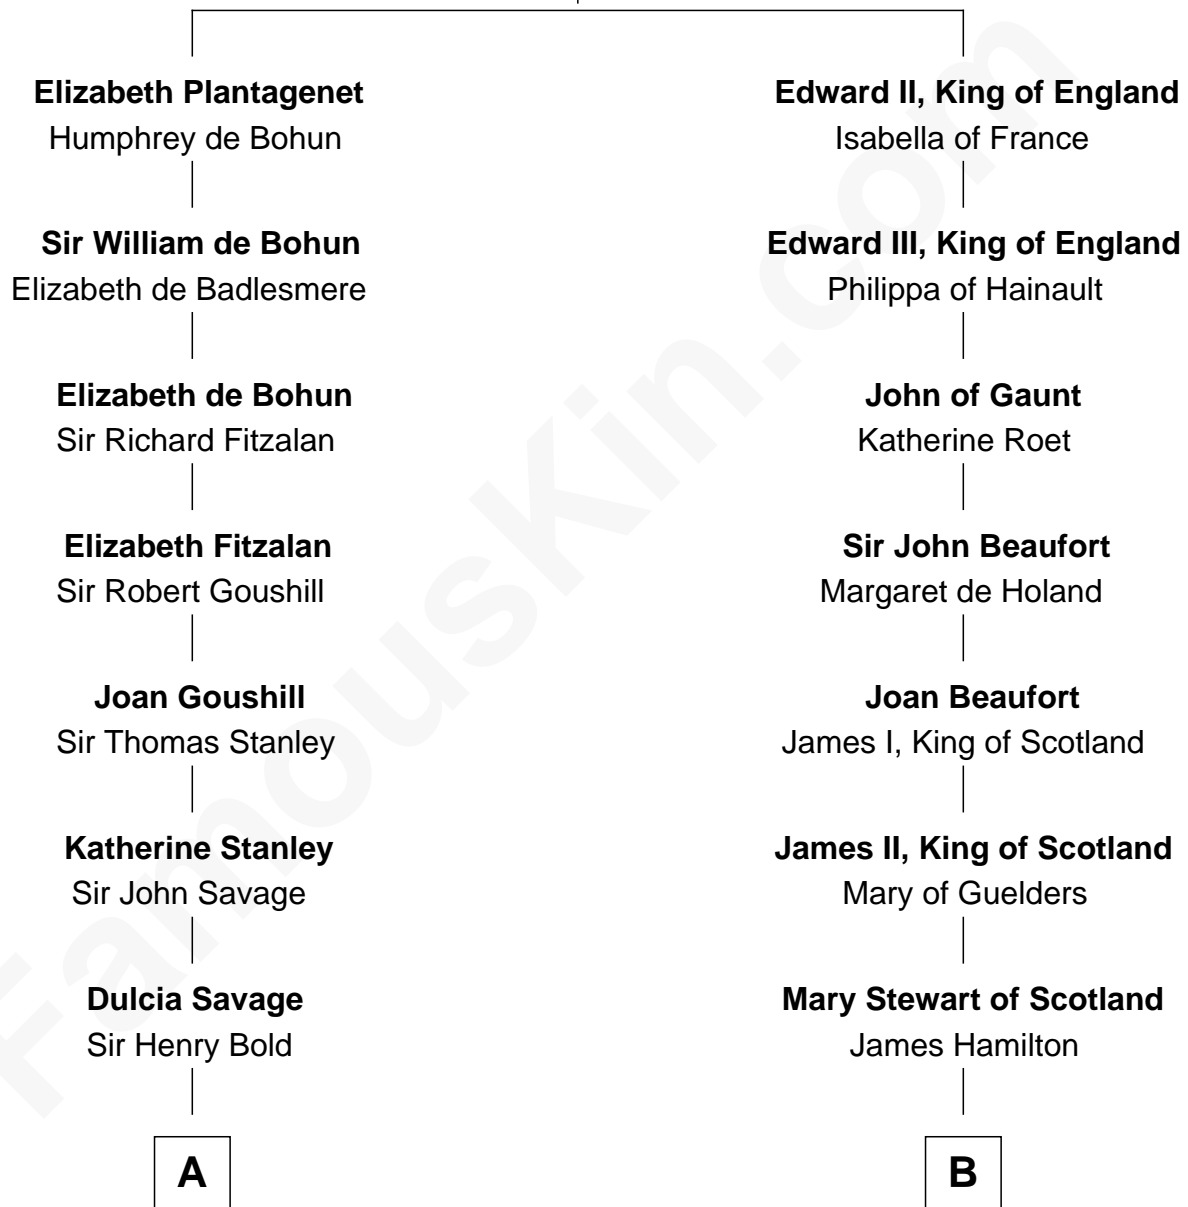 Elizabeth Plantagenet
Humphrey de Bohun
Sir William de Bohun
Elizabeth de Badlesmere
Elizabeth de Bohun
Sir Richard Fitzalan
Elizabeth Fitzalan
Sir Robert Goushill
Joan Goushill
Sir Thomas Stanley
Katherine Stanley
Sir John Savage
Dulcia Savage
Sir Henry Bold
A
Edward II, King of England
Isabella of France
Edward III, King of England
Philippa of Hainault
John of Gaunt
Katherine Roet
Sir John Beaufort
Margaret de Holand
Joan Beaufort
James I, King of Scotland
James II, King of Scotland
Mary of Guelders
Mary Stewart of Scotland
James Hamilton
B
FamousKin.com